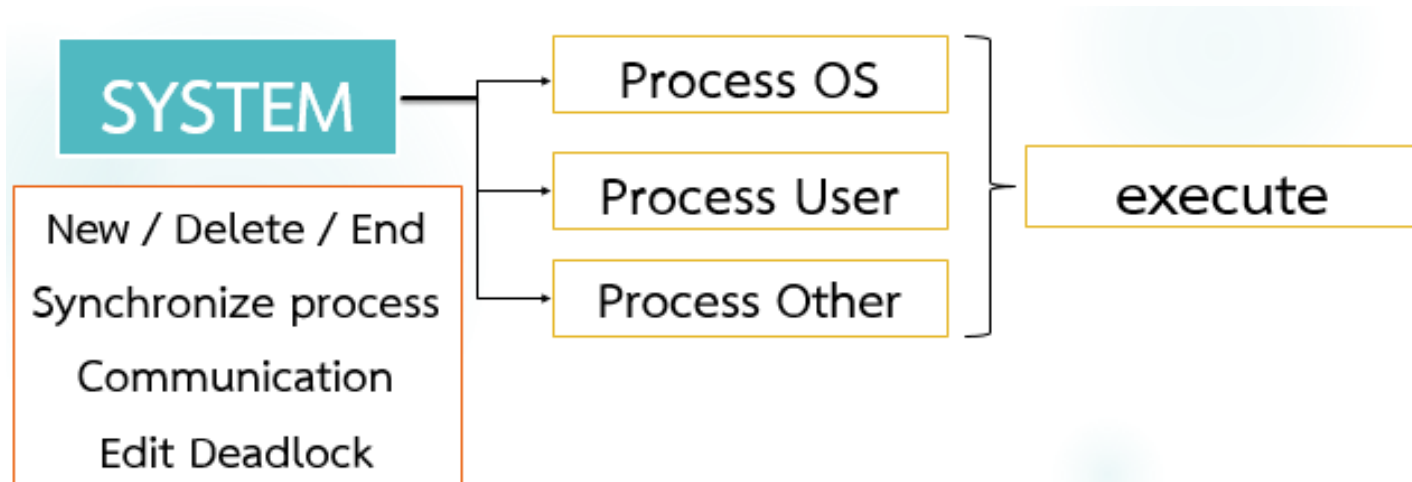 SYSTEM
New / Delete / End
Synchronize process
Communication
Edit Deadlock
Process OS
Process User
Process Other
execute